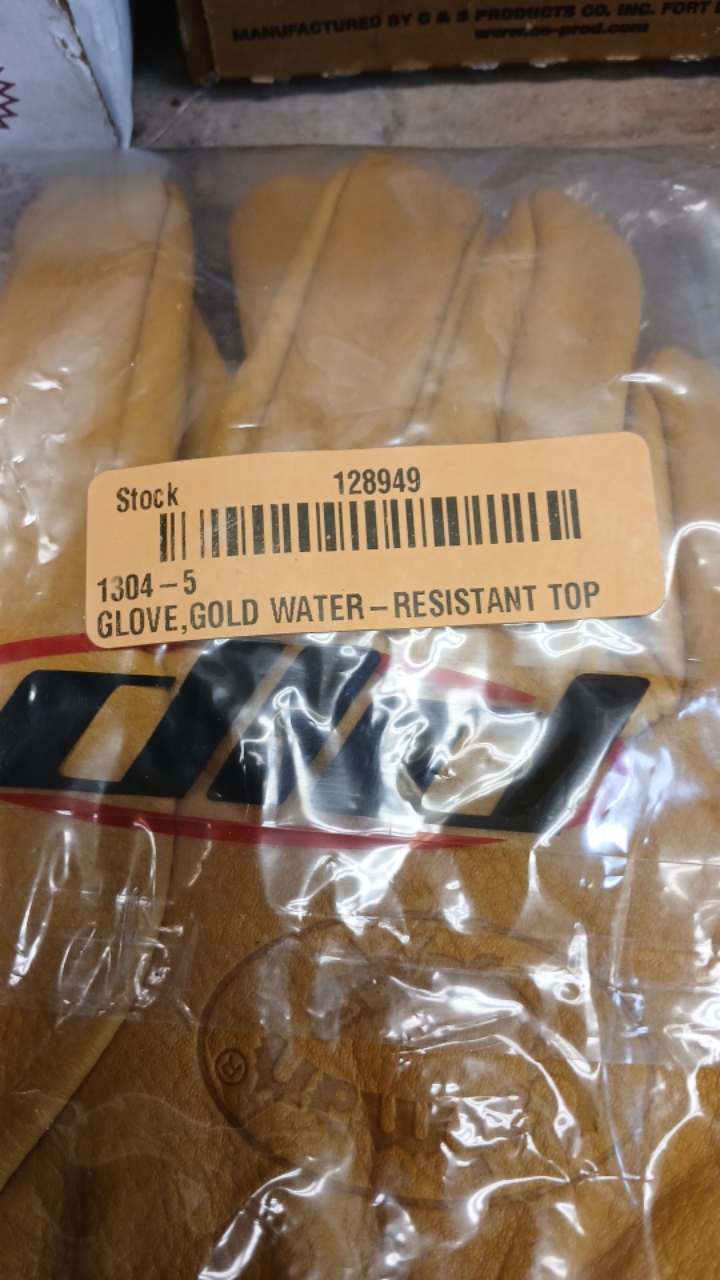 MANUFACTURED BY C & S PRODUCTS CO. INC. FORT
www.cs-prod.com
Stock 128949
1304-5
GLOVE,GOLD WATER-RESISTANT TOP
®